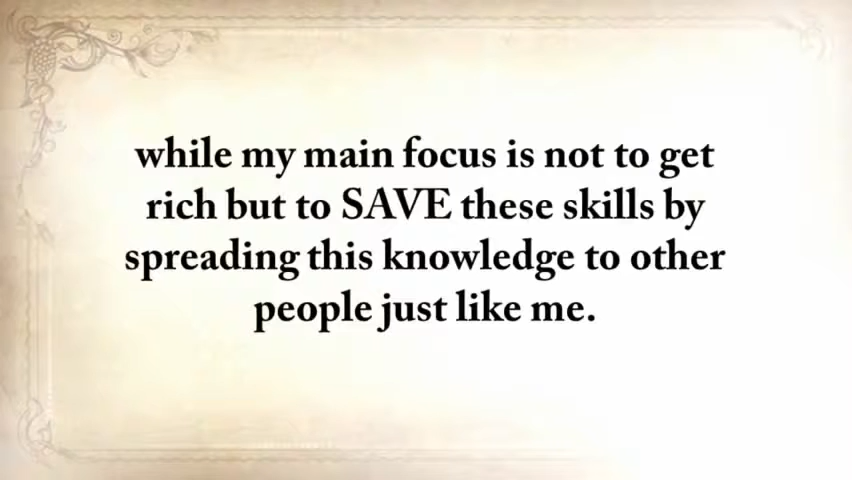 while my main focus is not to get
rich but to SAVE these skills by
spreading this knowledge to other
people just like me.